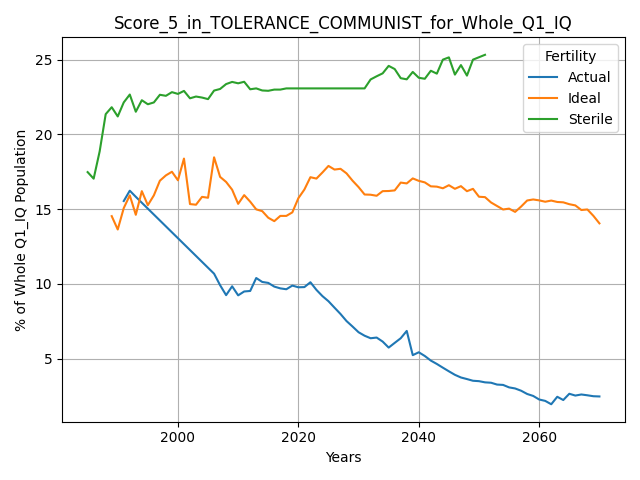 Score_5_in_TOLERANCE_COMMUNIST_for_Whole_Q1_IQ
% of Whole Q1_IQ Population
25
20
15
10
5
Fertility
Actual
Ideal
Sterile
2000
2020
2040
2060
Years